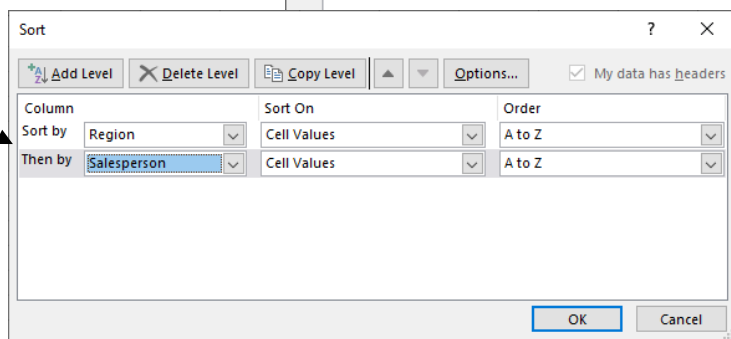 Sort ?
Add Level Delete Level Copy Level Options... My data has headers
Column Sort On Order
Sort by Region Cell Values A to Z
Then by Salesperson Cell Values A to Z
OK Cancel